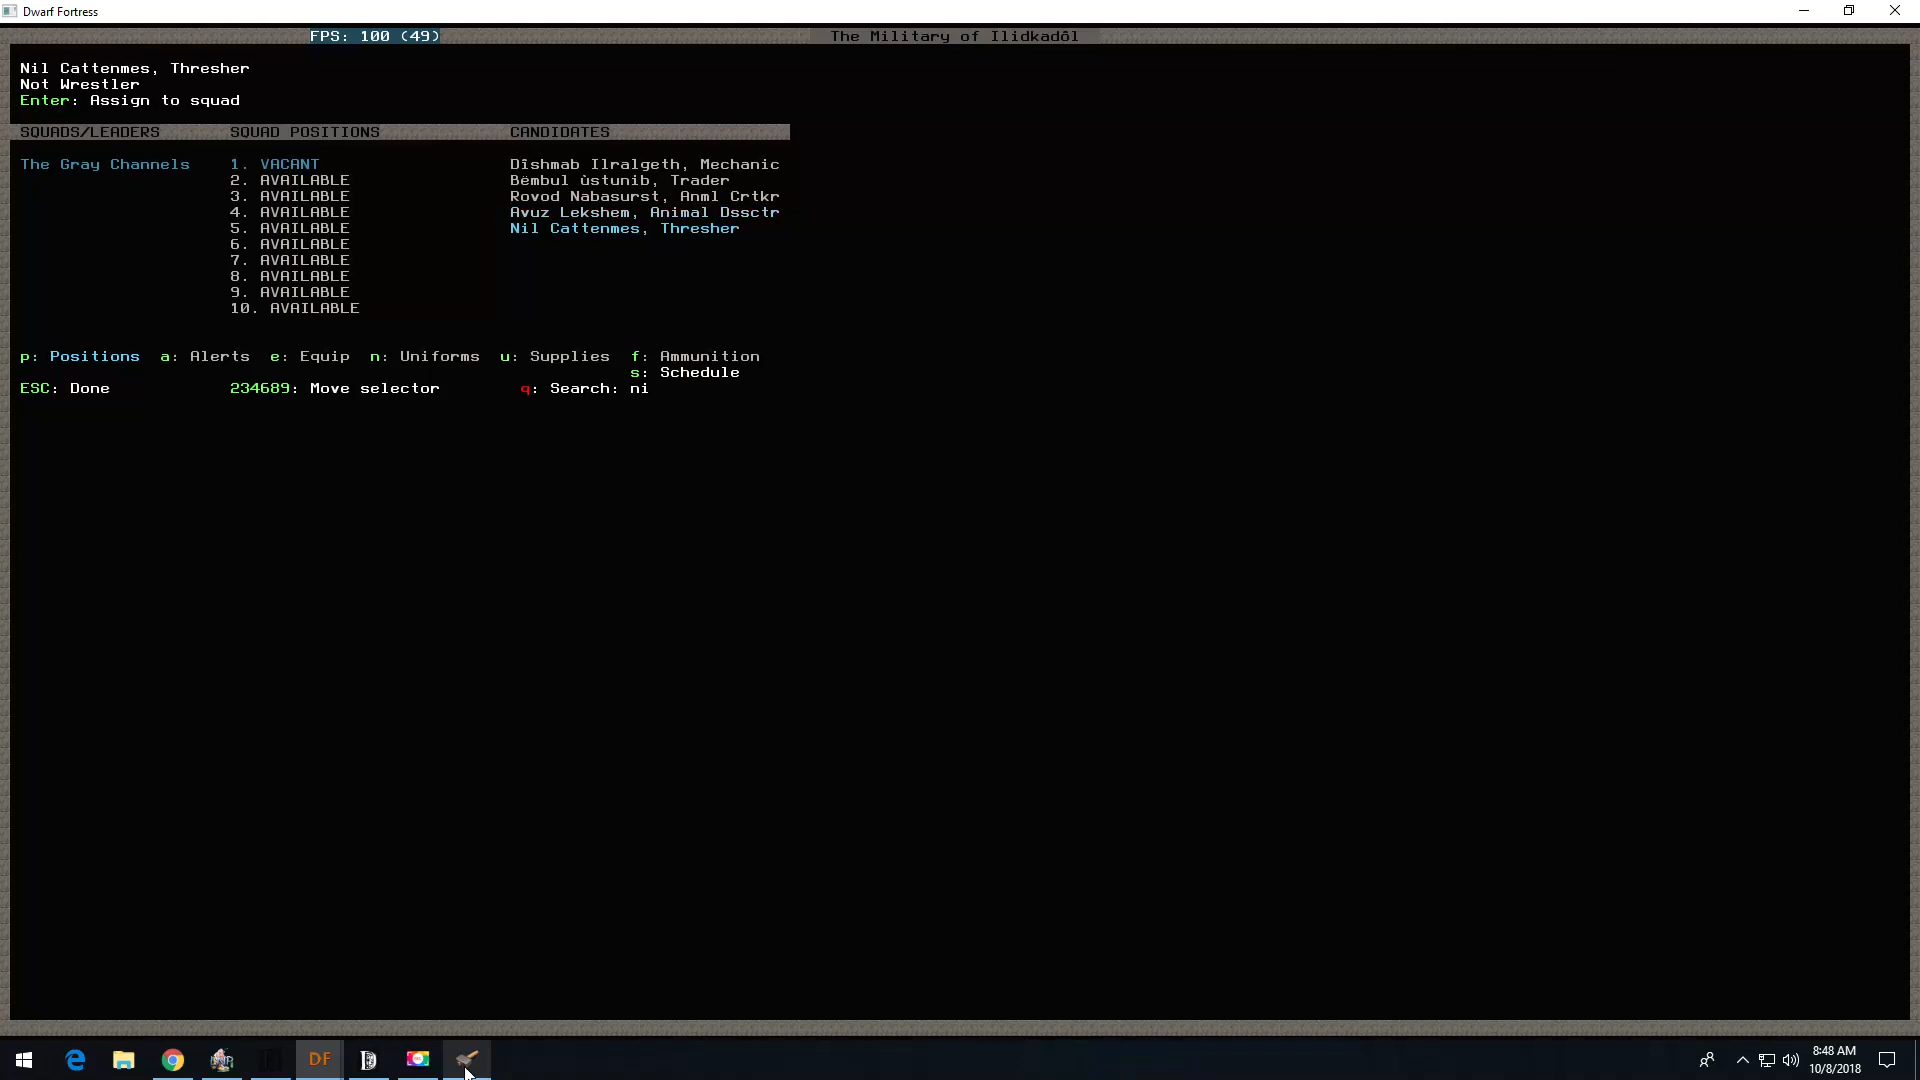 Dwarf Fortress
FPS: 100 (49)
The Military of Ilidkadôl
Nil Cattenmes, Thresher
Not Wrestler
Enter: Assign to squad
SQUADS/LEADERS SQUAD POSITIONS CANDIDATES
The Gray Channels 1. VACANT Dîshmab Ilralgeth, Mechanic
2. AVAILABLE Bëmbul ùstunib, Trader
3. AVAILABLE Rovod Nabasurst, Anml Crtkr
4. AVAILABLE Avuz Lekshem, Animal Dssctr
5. AVAILABLE Nil Cattenmes, Thresher
6. AVAILABLE
7. AVAILABLE
8. AVAILABLE
9. AVAILABLE
10. AVAILABLE
p: Positions a: Alerts e: Equip n: Uniforms u: Supplies f: Ammunition
s: Schedule
ESC: Done 234689: Move selector q: Search: ni
DF
8:48 AM
10/8/2018